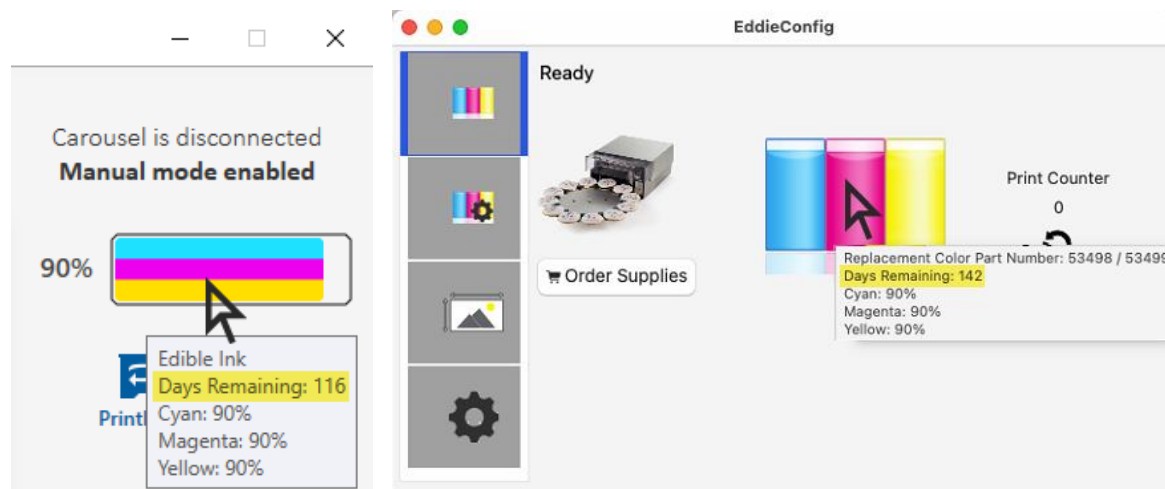 Carousel is disconnected
Manual mode enabled
90%
Edible Ink
Days Remaining: 116
Cyan: 90%
Magenta: 90%
Yellow: 90%
EddieConfig
Ready
Order Supplies
Print Counter
0
Replacement Color Part Number: 53498 / 53499
Days Remaining: 142
Cyan: 90%
Magenta: 90%
Yellow: 90%